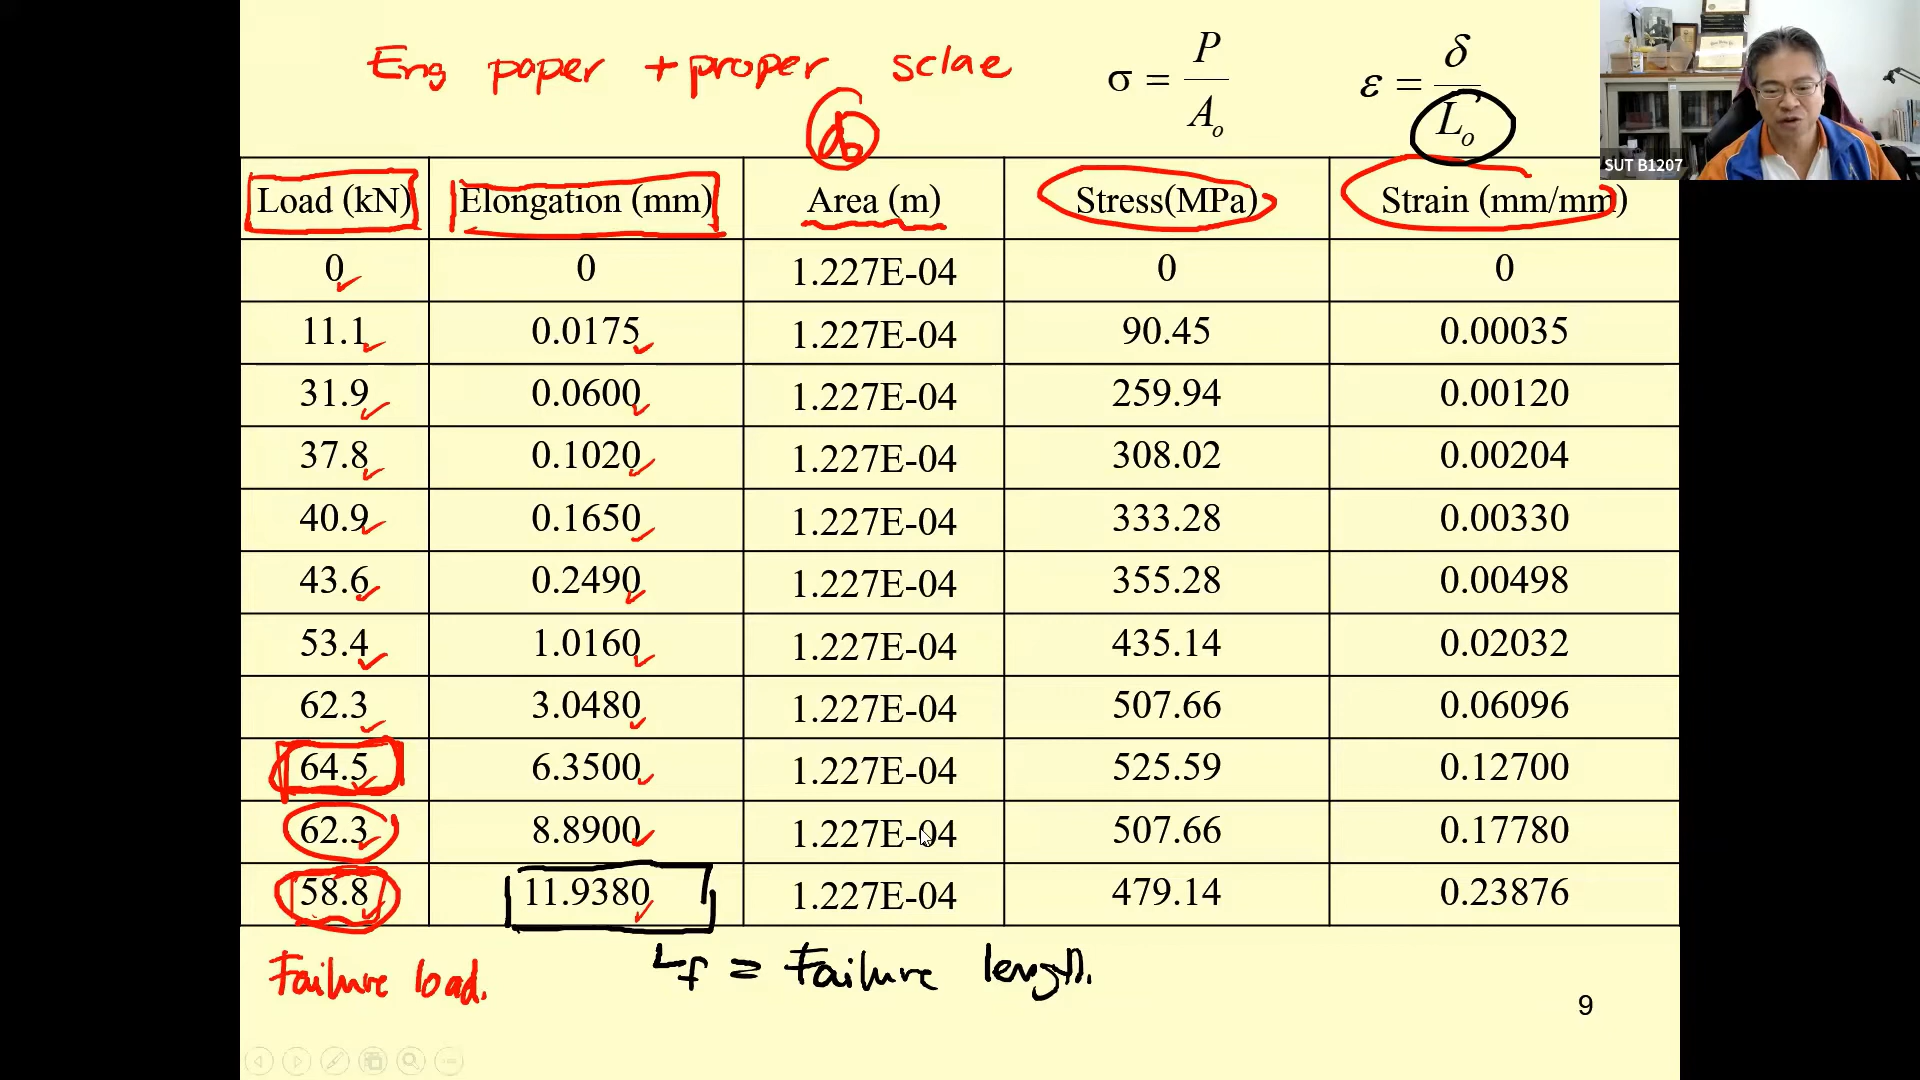 Eng paper + proper sclae
σ = P / Aₒ
ε = δ / Lₒ
do
SUT B1207
Load (kN) Elongation (mm) Area (m) Stress(MPa) Strain (mm/mm)
0 0 1.227E-04 0 0
11.1 0.0175 1.227E-04 90.45 0.00035
31.9 0.0600 1.227E-04 259.94 0.00120
37.8 0.1020 1.227E-04 308.02 0.00204
40.9 0.1650 1.227E-04 333.28 0.00330
43.6 0.2490 1.227E-04 355.28 0.00498
53.4 1.0160 1.227E-04 435.14 0.02032
62.3 3.0480 1.227E-04 507.66 0.06096
64.5 6.3500 1.227E-04 525.59 0.12700
62.3 8.8900 1.227E-04 507.66 0.17780
58.8 11.9380 1.227E-04 479.14 0.23876
Failure load.
Lf = Failure length.
9